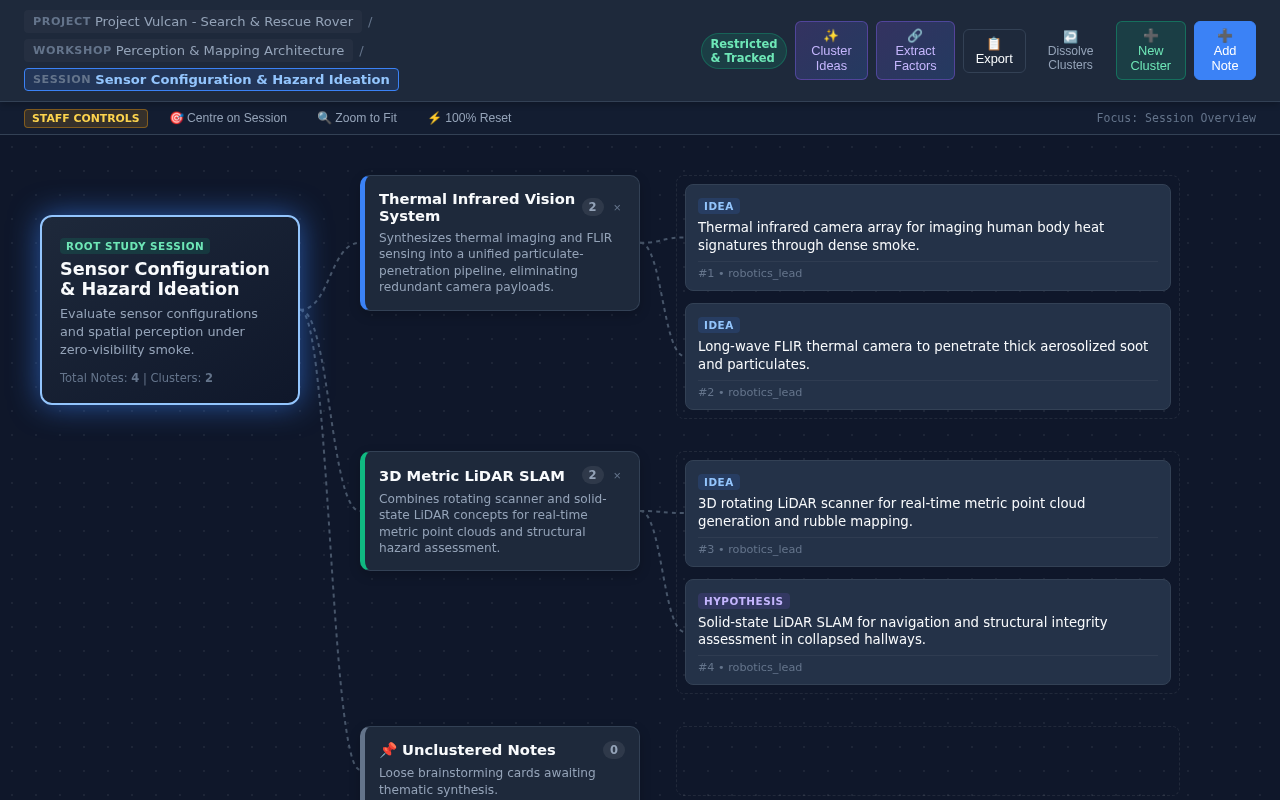 PROJECT Project Vulcan - Search & Rescue Rover /
WORKSHOP Perception & Mapping Architecture /
SESSION Sensor Configuration & Hazard Ideation
Restricted
& Tracked
✨
Cluster
Ideas
🔗
Extract
Factors
📋
Export
↩️
Dissolve
Clusters
➕
New
Cluster
➕
Add
Note
STAFF CONTROLS
🎯 Centre on Session
🔍 Zoom to Fit
⚡ 100% Reset
Focus: Session Overview
ROOT STUDY SESSION
Sensor Configuration
& Hazard Ideation
Evaluate sensor configurations
and spatial perception under
zero-visibility smoke.
Total Notes: 4 | Clusters: 2
Thermal Infrared Vision
System
2 ×
Synthesizes thermal imaging and FLIR
sensing into a unified particulate-
penetration pipeline, eliminating
redundant camera payloads.
IDEA
Thermal infrared camera array for imaging human body heat
signatures through dense smoke.
#1 • robotics_lead
IDEA
Long-wave FLIR thermal camera to penetrate thick aerosolized soot
and particulates.
#2 • robotics_lead
3D Metric LiDAR SLAM 2 ×
Combines rotating scanner and solid-
state LiDAR concepts for real-time
metric point clouds and structural
hazard assessment.
IDEA
3D rotating LiDAR scanner for real-time metric point cloud
generation and rubble mapping.
#3 • robotics_lead
HYPOTHESIS
Solid-state LiDAR SLAM for navigation and structural integrity
assessment in collapsed hallways.
#4 • robotics_lead
📌 Unclustered Notes 0
Loose brainstorming cards awaiting
thematic synthesis.